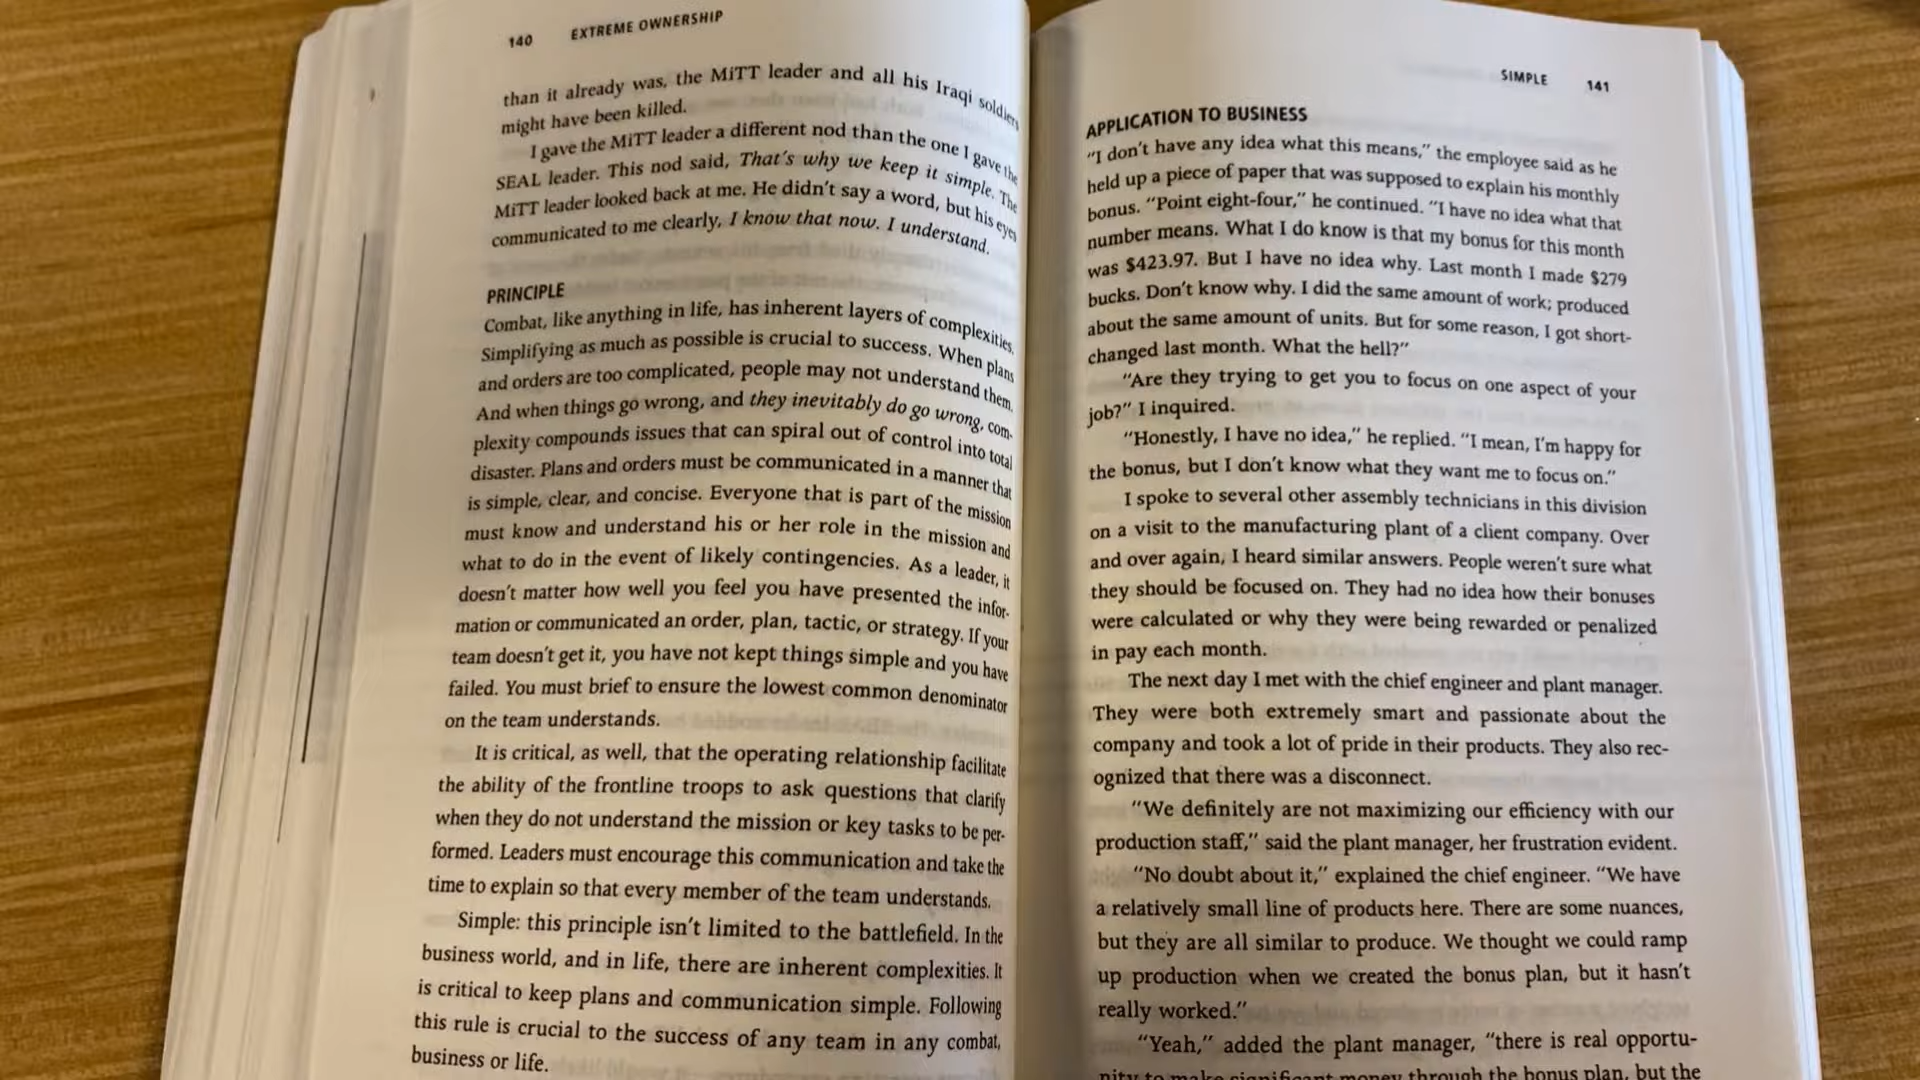 140 EXTREME OWNERSHIP
than it already was, the MiTT leader and all his Iraqi soldiers
might have been killed.
I gave the MiTT leader a different nod than the one I gave the
SEAL leader. This nod said, That's why we keep it simple. The
MiTT leader looked back at me. He didn't say a word, but his eyes
communicated to me clearly, I know that now. I understand.
PRINCIPLE
Combat, like anything in life, has inherent layers of complexities.
Simplifying as much as possible is crucial to success. When plans
and orders are too complicated, people may not understand them.
And when things go wrong, and they inevitably do go wrong, com-
plexity compounds issues that can spiral out of control into total
disaster. Plans and orders must be communicated in a manner that
is simple, clear, and concise. Everyone that is part of the mission
must know and understand his or her role in the mission and
what to do in the event of likely contingencies. As a leader, it
doesn't matter how well you feel you have presented the infor-
mation or communicated an order, plan, tactic, or strategy. If your
team doesn't get it, you have not kept things simple and you have
failed. You must brief to ensure the lowest common denominator
on the team understands.
It is critical, as well, that the operating relationship facilitate
the ability of the frontline troops to ask questions that clarify
when they do not understand the mission or key tasks to be per-
formed. Leaders must encourage this communication and take the
time to explain so that every member of the team understands.
Simple: this principle isn't limited to the battlefield. In the
business world, and in life, there are inherent complexities. It
is critical to keep plans and communication simple. Following
this rule is crucial to the success of any team in any combat,
business or life.
SIMPLE 141
APPLICATION TO BUSINESS
"I don't have any idea what this means," the employee said as he
held up a piece of paper that was supposed to explain his monthly
bonus. "Point eight-four," he continued. "I have no idea what that
number means. What I do know is that my bonus for this month
was $423.97. But I have no idea why. Last month I made $279
bucks. Don't know why. I did the same amount of work; produced
about the same amount of units. But for some reason, I got short-
changed last month. What the hell?"
"Are they trying to get you to focus on one aspect of your
job?" I inquired.
"Honestly, I have no idea," he replied. "I mean, I'm happy for
the bonus, but I don't know what they want me to focus on."
I spoke to several other assembly technicians in this division
on a visit to the manufacturing plant of a client company. Over
and over again, I heard similar answers. People weren't sure what
they should be focused on. They had no idea how their bonuses
were calculated or why they were being rewarded or penalized
in pay each month.
The next day I met with the chief engineer and plant manager.
They were both extremely smart and passionate about the
company and took a lot of pride in their products. They also rec-
ognized that there was a disconnect.
"We definitely are not maximizing our efficiency with our
production staff," said the plant manager, her frustration evident.
"No doubt about it," explained the chief engineer. "We have
a relatively small line of products here. There are some nuances,
but they are all similar to produce. We thought we could ramp
up production when we created the bonus plan, but it hasn't
really worked."
"Yeah," added the plant manager, "there is real opportu-
nity to make significant money through the bonus plan, but the